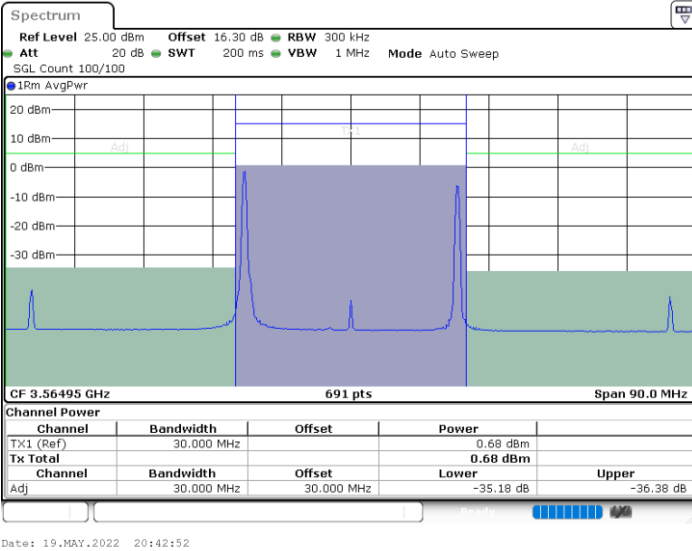 Spectrum
Ref Level 25.00 dBm Offset 16.30 dB RBW 300 kHz
Att 20 dB SWT 200 ms VBW 1 MHz Mode Auto Sweep
SGL Count 100/100
1Rm AvgPwr
20 dBm
TX1
10 dBm
Adj
Adj
0 dBm
-10 dBm
-20 dBm
-30 dBm
CF 3.56495 GHz 691 pts Span 90.0 MHz
Channel Power
Channel Bandwidth Offset Power
TX1 (Ref) 30.000 MHz 0.68 dBm
Tx Total 0.68 dBm
Channel Bandwidth Offset Lower Upper
Adj 30.000 MHz 30.000 MHz -35.18 dB -36.38 dB
Ready
Date: 19.MAY.2022 20:42:52